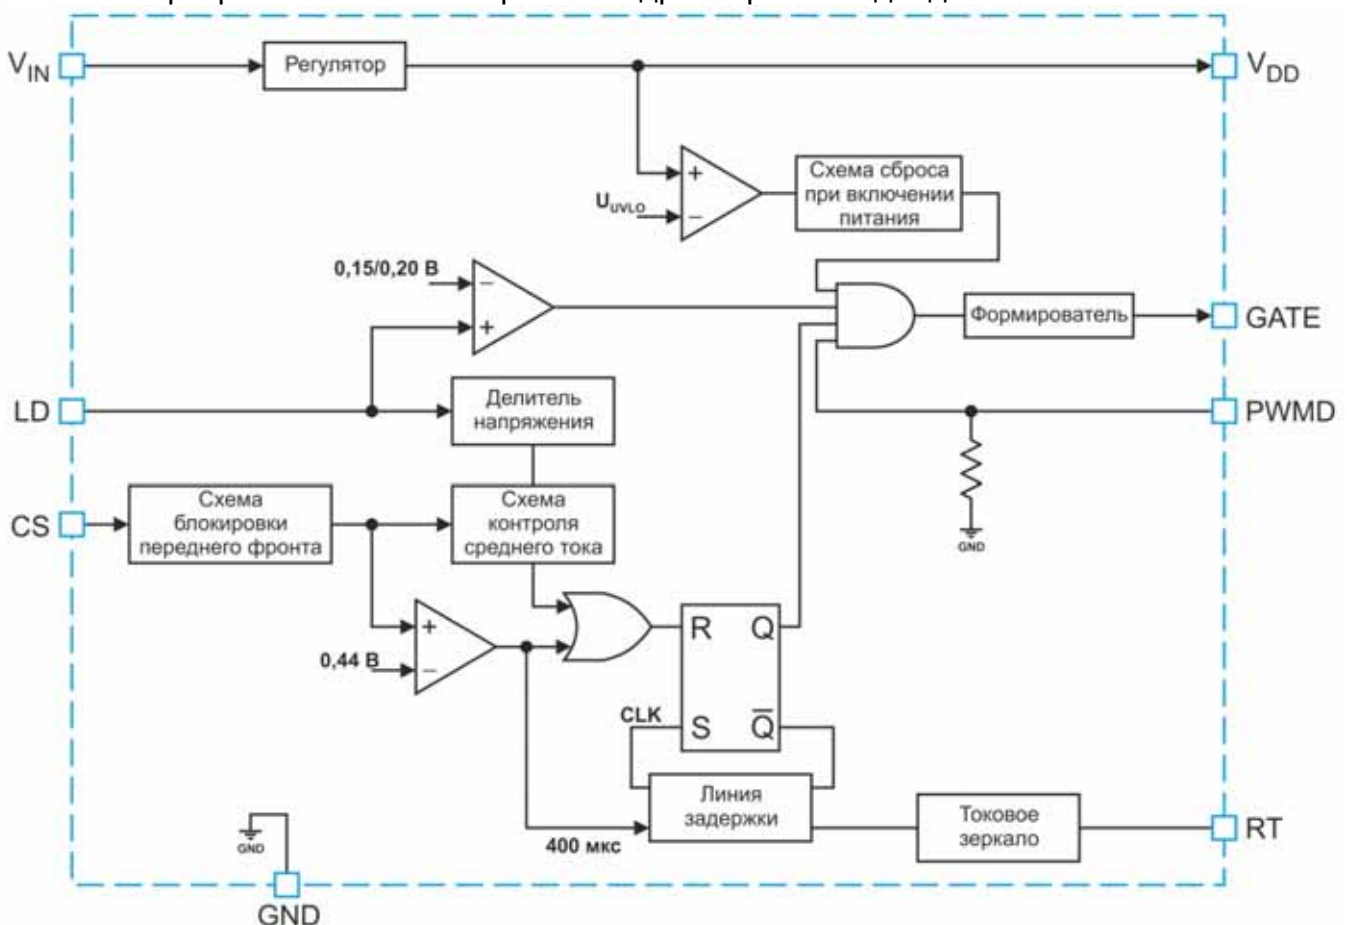 V_IN
Регулятор
V_DD
+
U_UVLO
−
Схема сброса
при включении
питания
0,15/0,20 В
−
+
Формирователь
GATE
LD
Делитель
напряжения
PWMD
CS
Схема
блокировки
переднего фронта
Схема
контроля
среднего тока
GND
+
0,44 В
−
R Q
CLK
S Q̅
Линия
задержки
400 мкс
Токовое
зеркало
RT
GND
GND